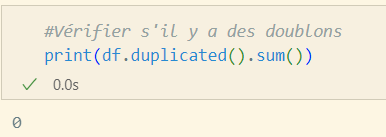 #Vérifier s'il y a des doublons
print(df.duplicated().sum())
0.0s
0